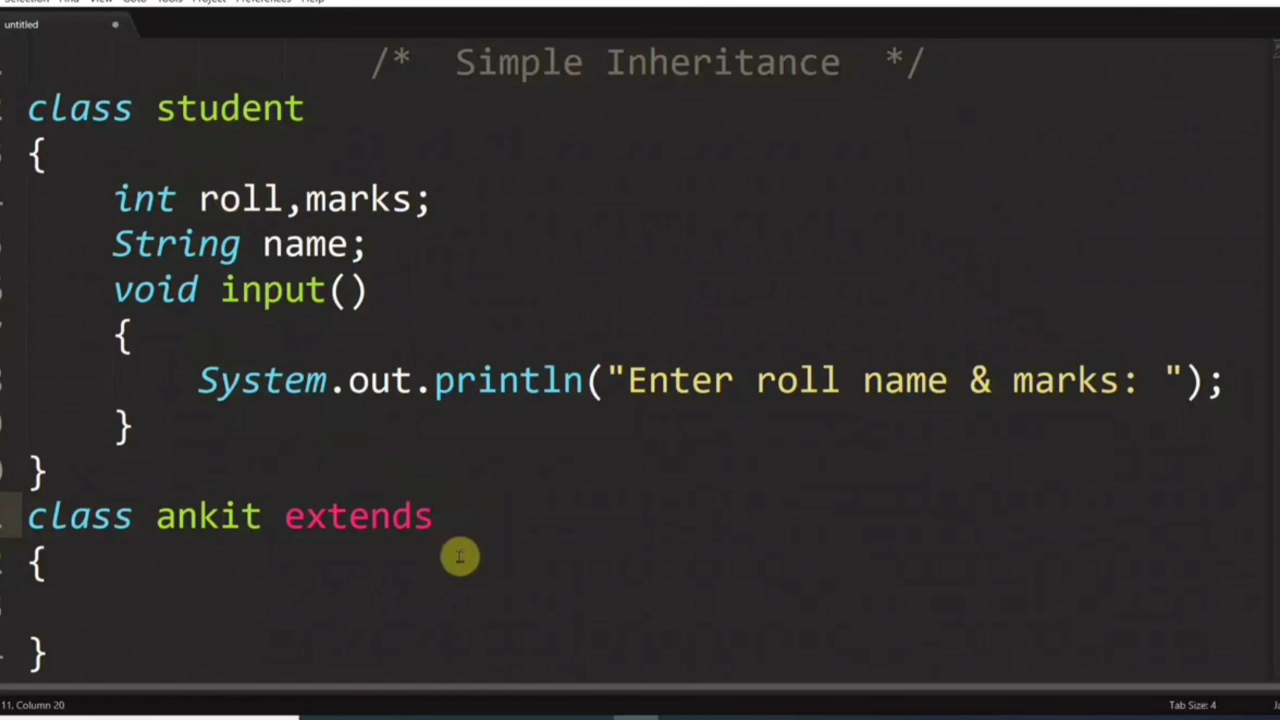 untitled
/* Simple Inheritance */
class student
{
int roll,marks;
String name;
void input()
{
System.out.println("Enter roll name & marks: ");
}
}
class ankit extends
{
}
11, Column 20
Tab Size: 4